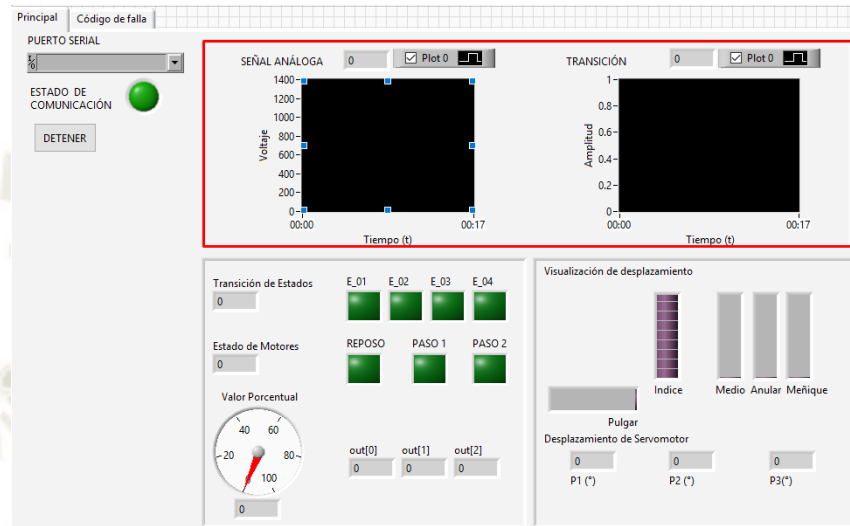 Principal Código de falla
PUERTO SERIAL
I/O
ESTADO DE
COMUNICACIÓN
DETENER
SEÑAL ANÁLOGA 0 Plot 0
1400
1200
1000
800
600
400
200
0
Voltaje
00:00 00:17
Tiempo (t)
TRANSICIÓN 0 Plot 0
1
0.8
0.6
0.4
0.2
0
Amplitud
00:00 00:17
Tiempo (t)
Transición de Estados
0
E_01 E_02 E_03 E_04
Estado de Motores
0
REPOSO PASO 1 PASO 2
Valor Porcentual
40 60
20 80
100
0
out[0] out[1] out[2]
0 0 0
Visualización de desplazamiento
Indice Medio Anular Meñique
Pulgar
Desplazamiento de Servomotor
0 0 0
P1 (°) P2 (°) P3(°)